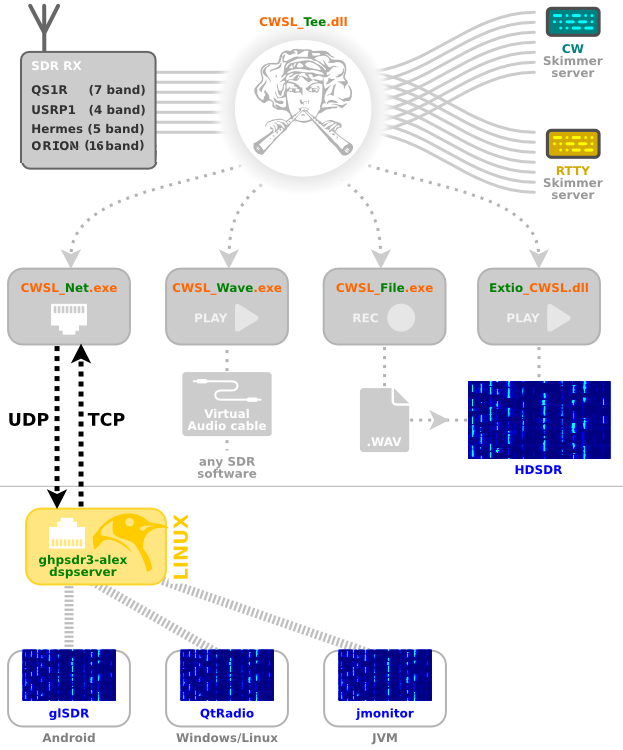 CWSL_Tee.dll
SDR RX
QS1R (7 band)
USRP1 (4 band)
Hermes (5 band)
ORION (16band)
CW
Skimmer
server
RTTY
Skimmer
server
CWSL_Net.exe
CWSL_Wave.exe
PLAY
CWSL_File.exe
REC
Extio_CWSL.dll
PLAY
UDP
TCP
Virtual
Audio cable
any SDR
software
.WAV
HDSDR
ghpsdr3-alex
dspserver
LINUX
glSDR
Android
QtRadio
Windows/Linux
jmonitor
JVM